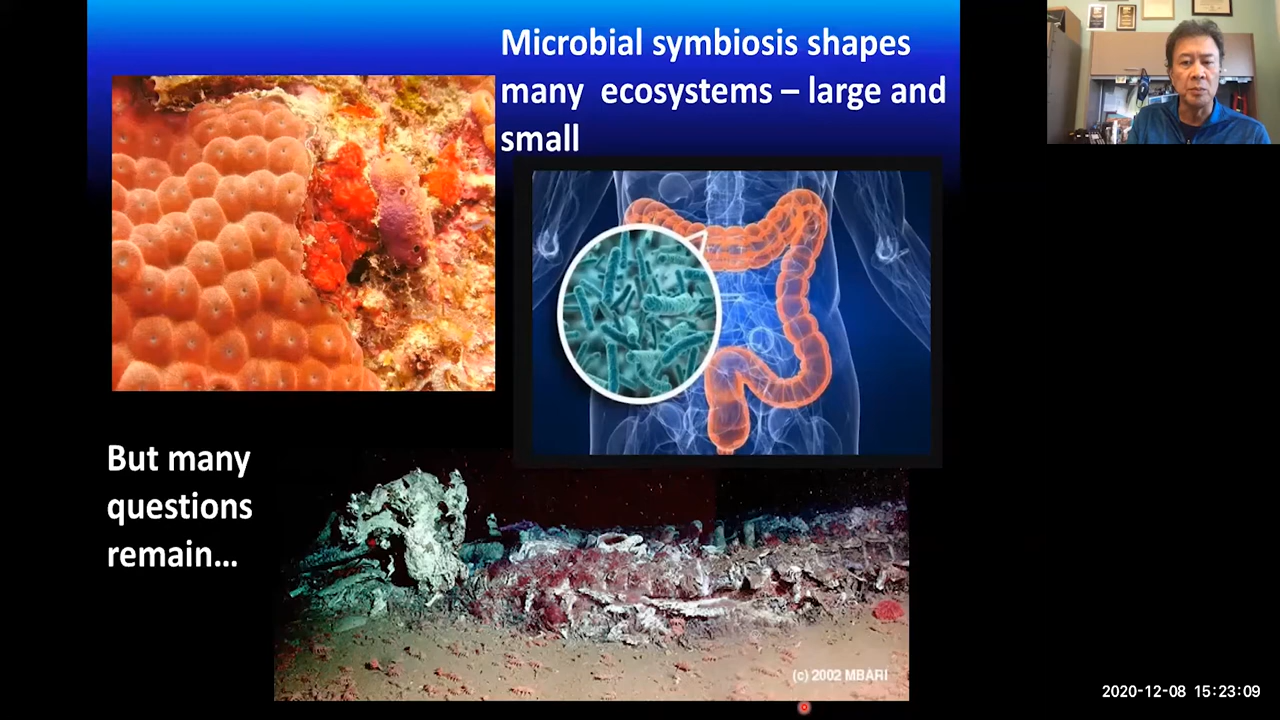 Microbial symbiosis shapes
many ecosystems – large and
small
But many
questions
remain...
(c) 2002 MBARI
2020-12-08 15:23:09